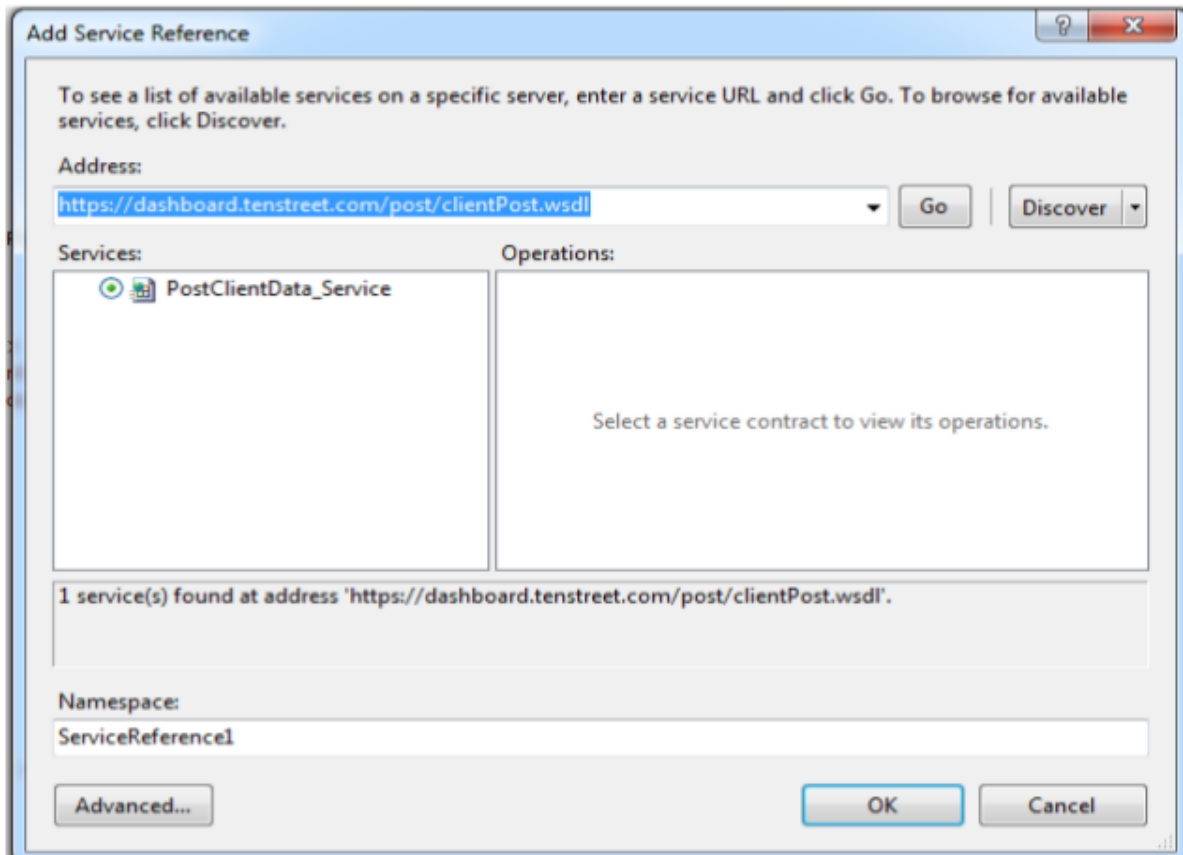 Add Service Reference
To see a list of available services on a specific server, enter a service URL and click Go. To browse for available
services, click Discover.
Address:
https://dashboard.tenstreet.com/post/clientPost.wsdl
Go
Discover
Services:
Operations:
PostClientData_Service
Select a service contract to view its operations.
1 service(s) found at address 'https://dashboard.tenstreet.com/post/clientPost.wsdl'.
Namespace:
ServiceReference1
Advanced...
OK
Cancel